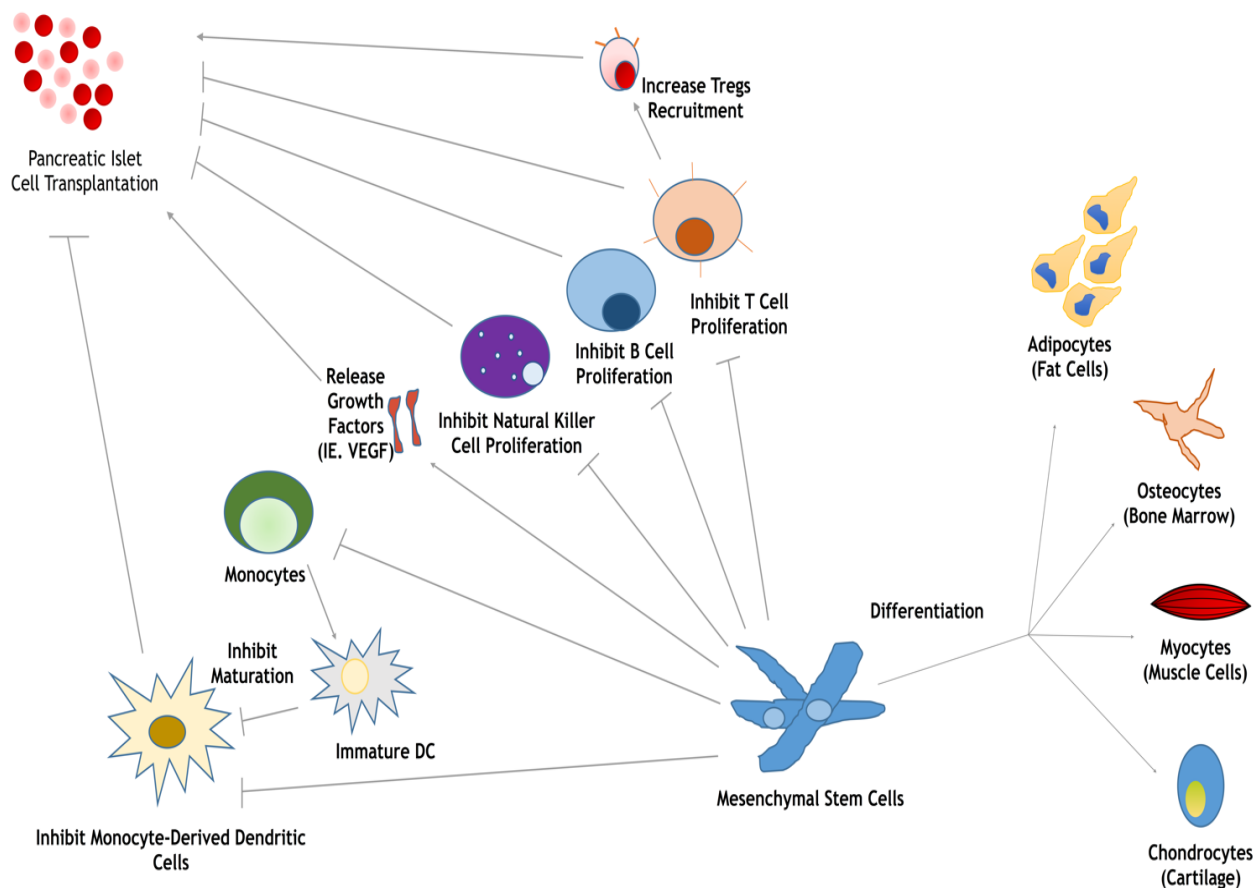 Increase Tregs
Recruitment
Pancreatic Islet
Cell Transplantation
Inhibit T Cell
Proliferation
Inhibit B Cell
Proliferation
Adipocytes
(Fat Cells)
Release
Growth
Factors
(IE. VEGF)
Inhibit Natural Killer
Cell Proliferation
Osteocytes
(Bone Marrow)
Monocytes
Differentiation
Inhibit
Maturation
Myocytes
(Muscle Cells)
Immature DC
Mesenchymal Stem Cells
Inhibit Monocyte-Derived Dendritic
Cells
Chondrocytes
(Cartilage)